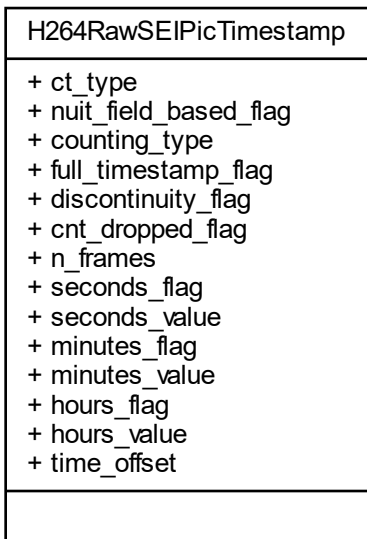 H264RawSEIPicTimestamp
+ ct_type
+ nuit_field_based_flag
+ counting_type
+ full_timestamp_flag
+ discontinuity_flag
+ cnt_dropped_flag
+ n_frames
+ seconds_flag
+ seconds_value
+ minutes_flag
+ minutes_value
+ hours_flag
+ hours_value
+ time_offset